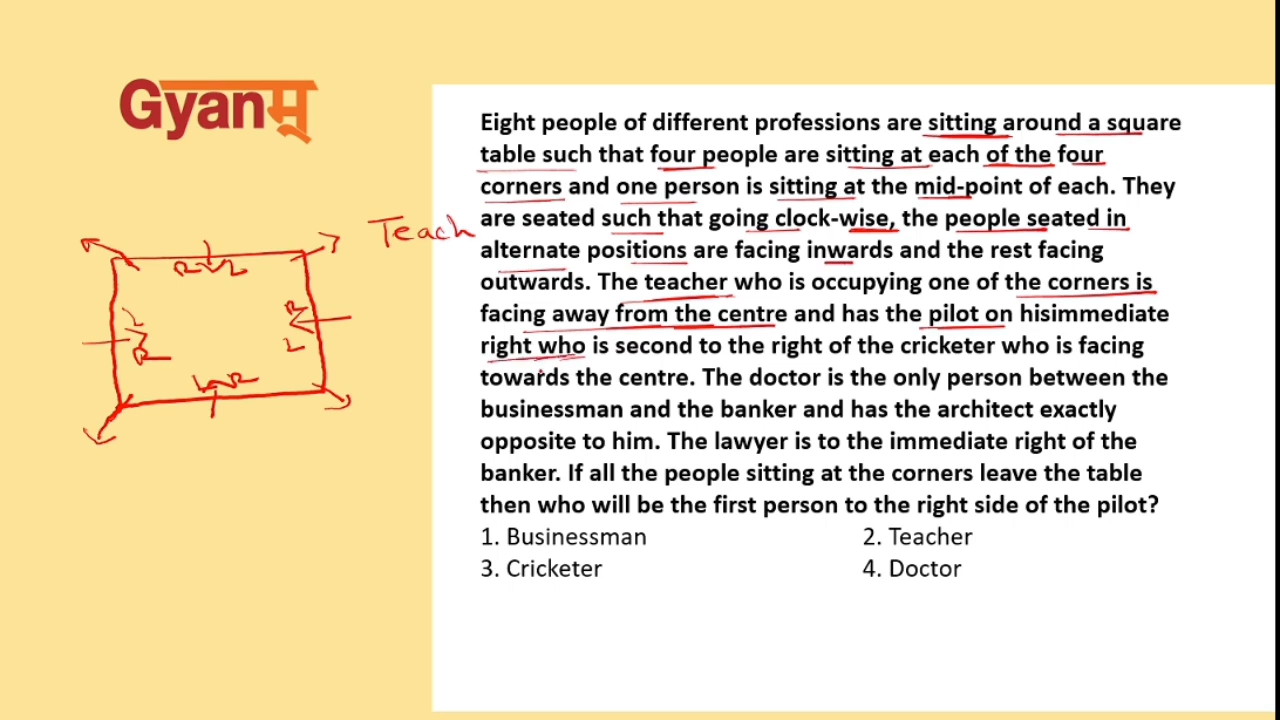 Gyanम्
Eight people of different professions are sitting around a square
table such that four people are sitting at each of the four
corners and one person is sitting at the mid-point of each. They
are seated such that going clock-wise, the people seated in
alternate positions are facing inwards and the rest facing
outwards. The teacher who is occupying one of the corners is
facing away from the centre and has the pilot on hisimmediate
right who is second to the right of the cricketer who is facing
towards the centre. The doctor is the only person between the
businessman and the banker and has the architect exactly
opposite to him. The lawyer is to the immediate right of the
banker. If all the people sitting at the corners leave the table
then who will be the first person to the right side of the pilot?
1. Businessman 2. Teacher
3. Cricketer 4. Doctor
Teach
R L
R
L
L
R
L R